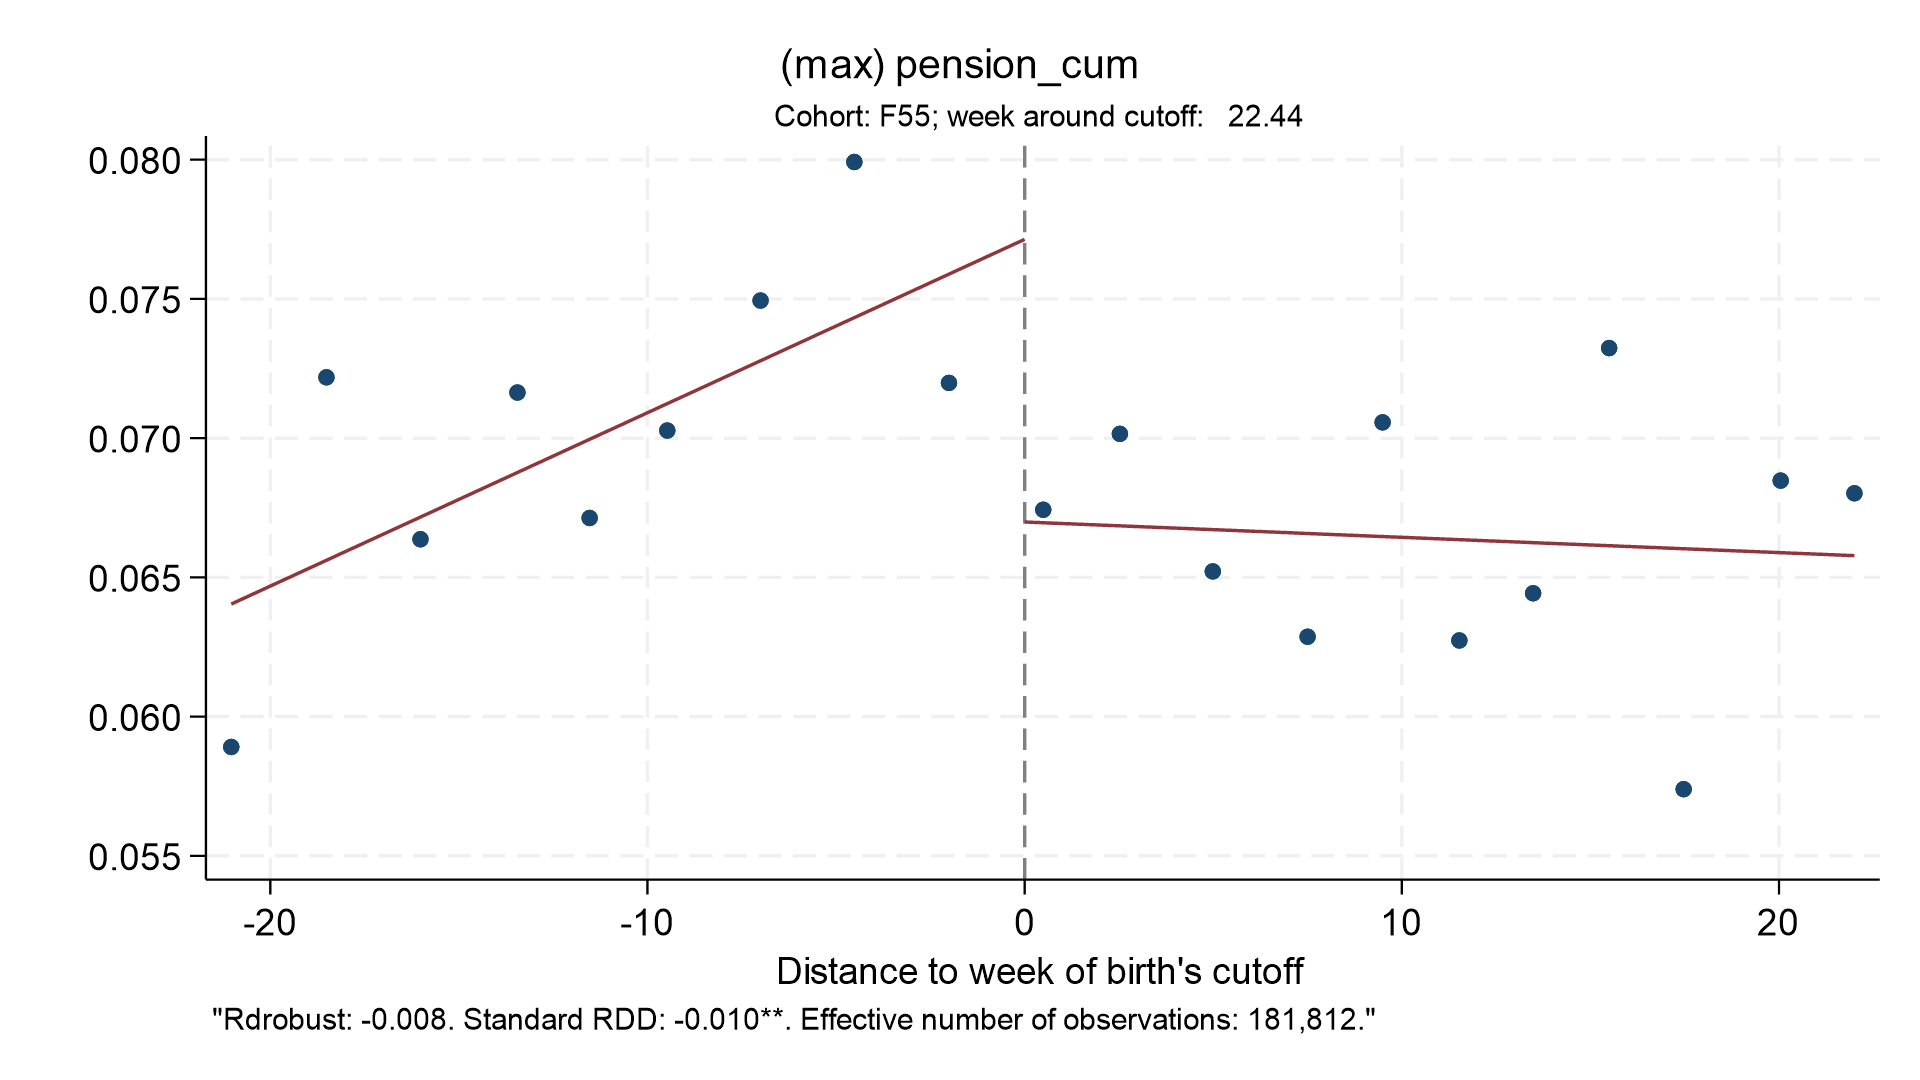 (max) pension_cum
Cohort: F55; week around cutoff: 22.44
0.080
0.075
0.070
0.065
0.060
0.055
-20 -10 0 10 20
Distance to week of birth's cutoff
"Rdrobust: -0.008. Standard RDD: -0.010**. Effective number of observations: 181,812."